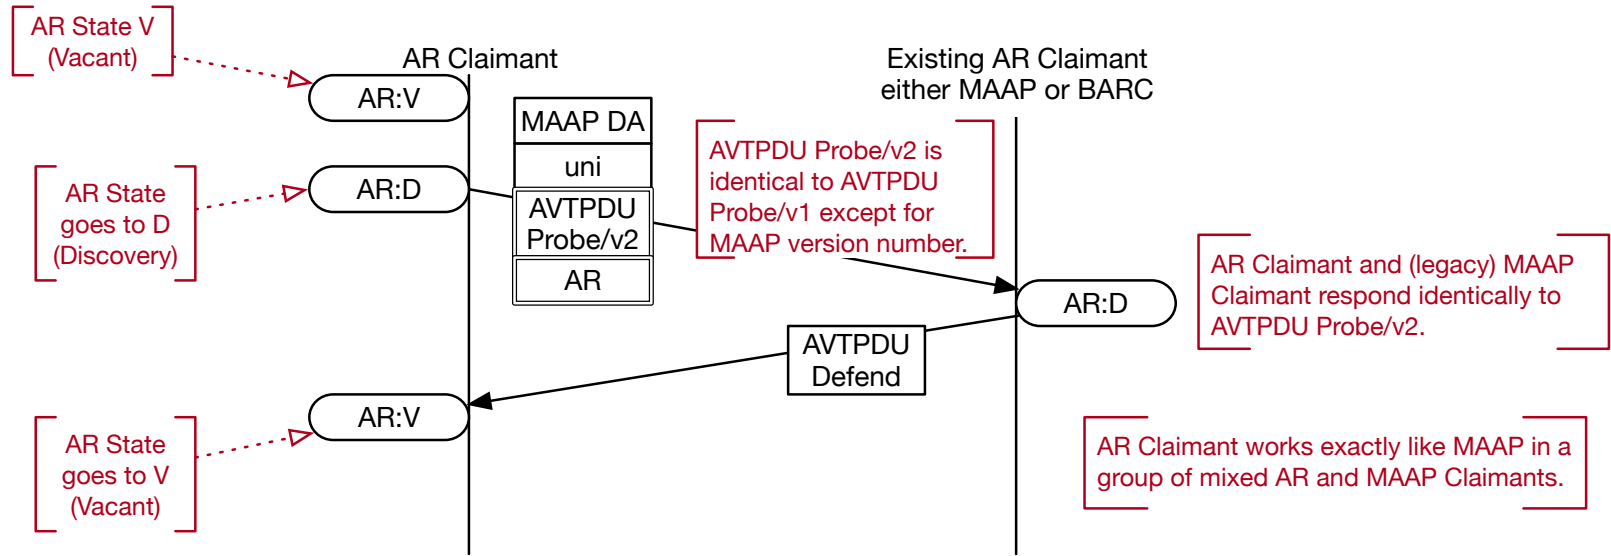 AR State V
(Vacant)
AR Claimant
Existing AR Claimant
either MAAP or BARC
AR:V
MAAP DA
uni
AVTPDU
Probe/v2
AR
AVTPDU Probe/v2 is
identical to AVTPDU
Probe/v1 except for
MAAP version number.
AR State
goes to D
(Discovery)
AR:D
AR:D
AR Claimant and (legacy) MAAP
Claimant respond identically to
AVTPDU Probe/v2.
AVTPDU
Defend
AR:V
AR State
goes to V
(Vacant)
AR Claimant works exactly like MAAP in a
group of mixed AR and MAAP Claimants.